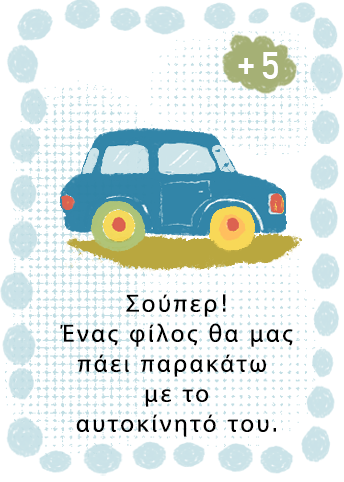 +5
Σούπερ!
Ένας φίλος θα μας
πάει παρακάτω
με το
αυτοκίνητό του.